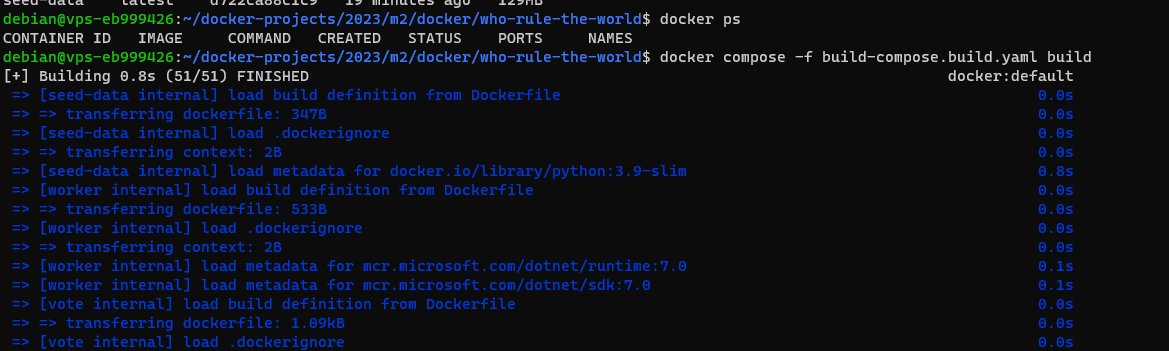 seed-data    latest    d722ca88c1c9   19 minutes ago   129MB
debian@vps-eb999426:~/docker-projects/2023/m2/docker/who-rule-the-world$ docker ps
CONTAINER ID   IMAGE     COMMAND   CREATED   STATUS    PORTS     NAMES
debian@vps-eb999426:~/docker-projects/2023/m2/docker/who-rule-the-world$ docker compose -f build-compose.build.yaml build
[+] Building 0.8s (51/51) FINISHED docker:default
=> [seed-data internal] load build definition from Dockerfile 0.0s
=> => transferring dockerfile: 347B 0.0s
=> [seed-data internal] load .dockerignore 0.0s
=> => transferring context: 2B 0.0s
=> [seed-data internal] load metadata for docker.io/library/python:3.9-slim 0.8s
=> [worker internal] load build definition from Dockerfile 0.0s
=> => transferring dockerfile: 533B 0.0s
=> [worker internal] load .dockerignore 0.0s
=> => transferring context: 2B 0.0s
=> [worker internal] load metadata for mcr.microsoft.com/dotnet/runtime:7.0 0.1s
=> [worker internal] load metadata for mcr.microsoft.com/dotnet/sdk:7.0 0.1s
=> [vote internal] load build definition from Dockerfile 0.0s
=> => transferring dockerfile: 1.09kB 0.0s
=> [vote internal] load .dockerignore 0.0s